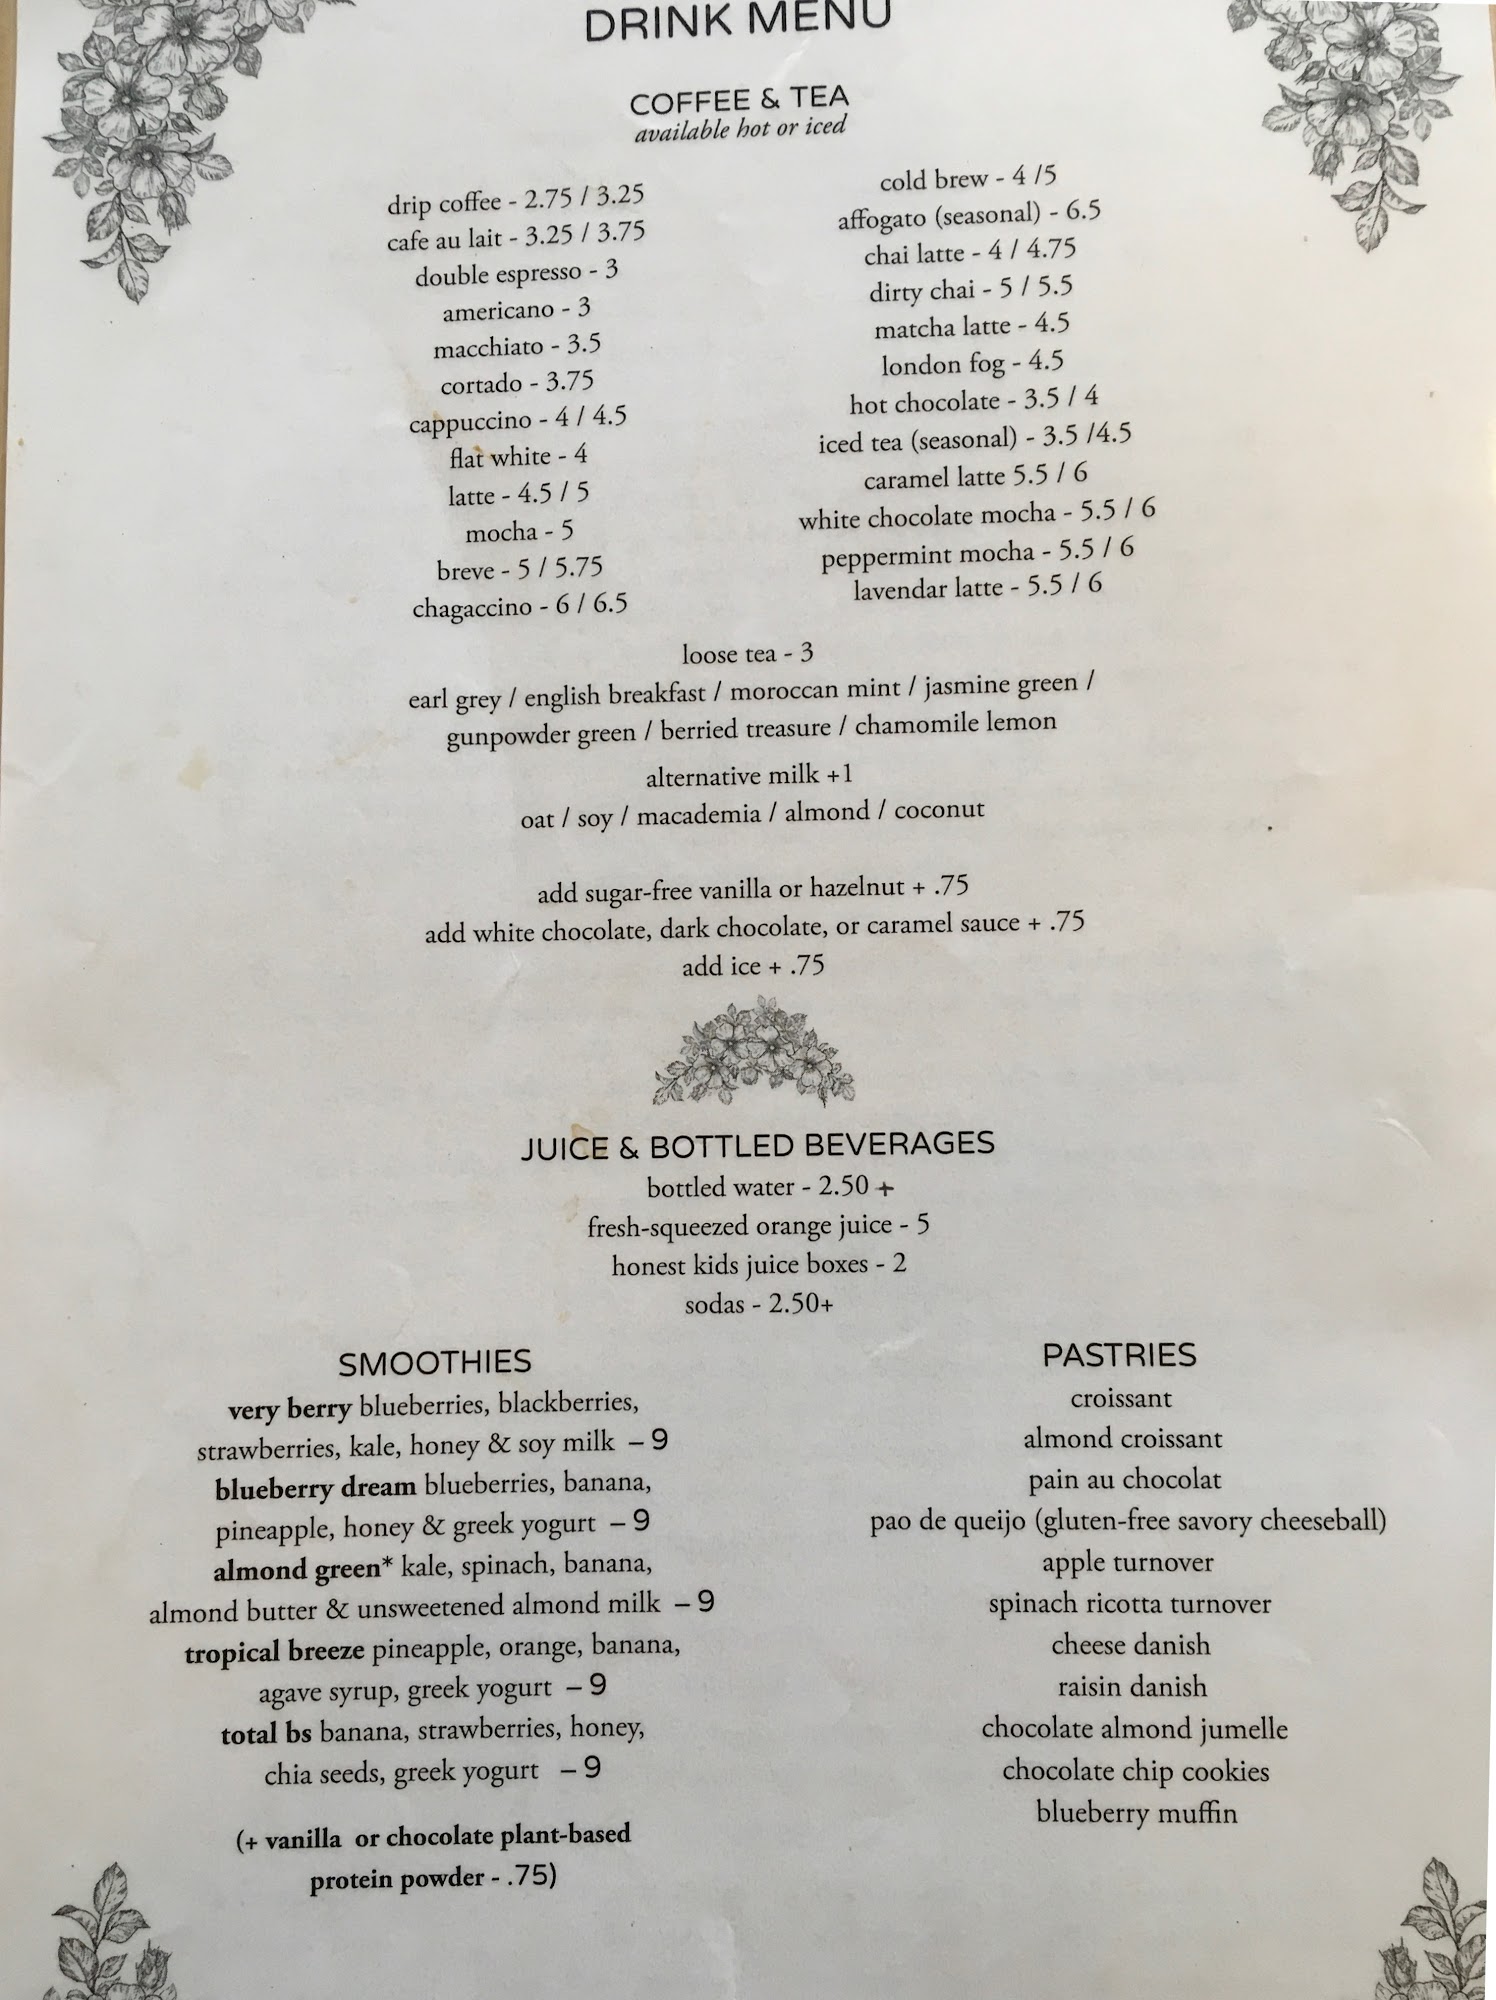 DRINK MENU
COFFEE & TEA
available hot or iced
drip coffee - 2.75 / 3.25
cafe au lait - 3.25 / 3.75
double espresso - 3
americano - 3
macchiato - 3.5
cortado - 3.75
cappuccino - 4 / 4.5
flat white - 4
latte - 4.5 / 5
mocha - 5
breve - 5 / 5.75
chagaccino - 6 / 6.5
cold brew - 4 /5
affogato (seasonal) - 6.5
chai latte - 4 / 4.75
dirty chai - 5 / 5.5
matcha latte - 4.5
london fog - 4.5
hot chocolate - 3.5 / 4
iced tea (seasonal) - 3.5 /4.5
caramel latte 5.5 / 6
white chocolate mocha - 5.5 / 6
peppermint mocha - 5.5 / 6
lavendar latte - 5.5 / 6
loose tea - 3
earl grey / english breakfast / moroccan mint / jasmine green /
gunpowder green / berried treasure / chamomile lemon
alternative milk +1
oat / soy / macademia / almond / coconut
add sugar-free vanilla or hazelnut + .75
add white chocolate, dark chocolate, or caramel sauce + .75
add ice + .75
JUICE & BOTTLED BEVERAGES
bottled water - 2.50 +
fresh-squeezed orange juice - 5
honest kids juice boxes - 2
sodas - 2.50+
SMOOTHIES
very berry blueberries, blackberries,
strawberries, kale, honey & soy milk – 9
blueberry dream blueberries, banana,
pineapple, honey & greek yogurt – 9
almond green* kale, spinach, banana,
almond butter & unsweetened almond milk – 9
tropical breeze pineapple, orange, banana,
agave syrup, greek yogurt – 9
total bs banana, strawberries, honey,
chia seeds, greek yogurt – 9
(+ vanilla or chocolate plant-based
protein powder - .75)
PASTRIES
croissant
almond croissant
pain au chocolat
pao de queijo (gluten-free savory cheeseball)
apple turnover
spinach ricotta turnover
cheese danish
raisin danish
chocolate almond jumelle
chocolate chip cookies
blueberry muffin